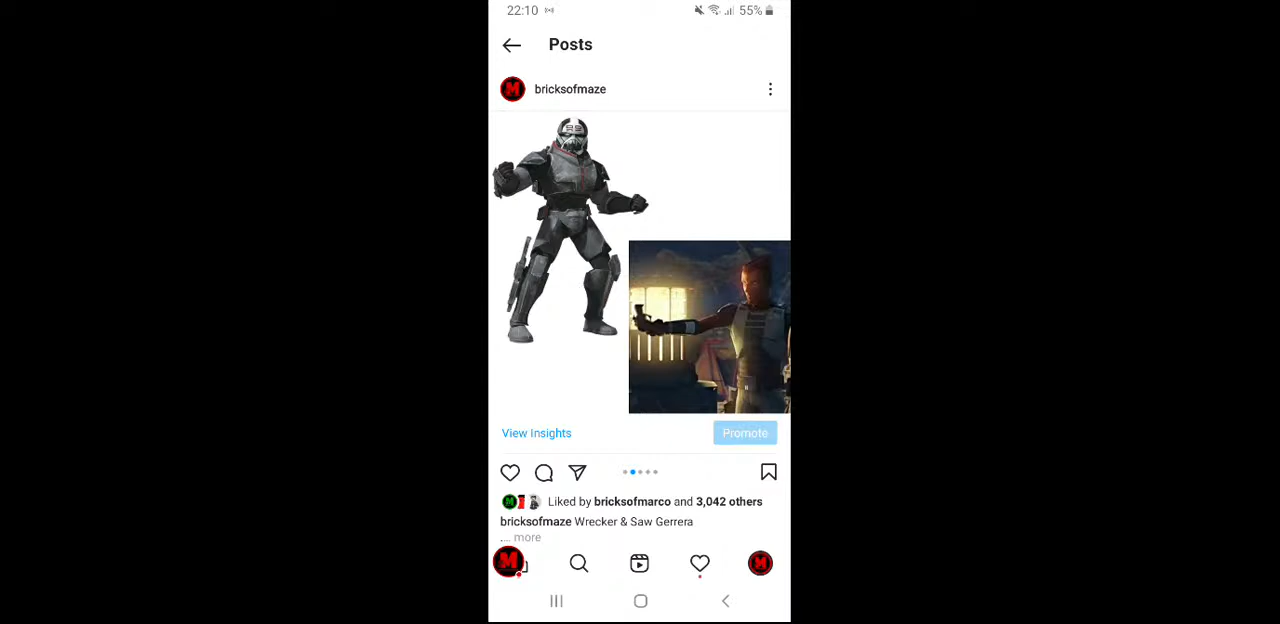 22:10 55%
Posts
bricksofmaze
View Insights
Promote
Liked by bricksofmarco and 3,042 others
bricksofmaze Wrecker & Saw Gerrera
.... more